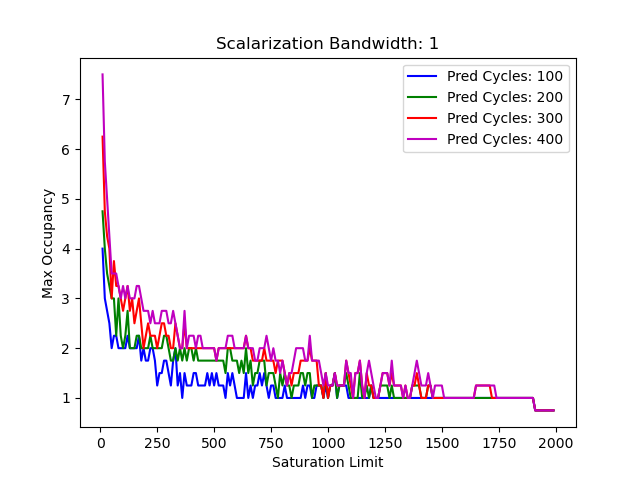 Scalarization Bandwidth: 1
Pred Cycles: 100
Pred Cycles: 200
Pred Cycles: 300
Pred Cycles: 400
Max Occupancy
7
6
5
4
3
2
1
0 250 500 750 1000 1250 1500 1750 2000
Saturation Limit